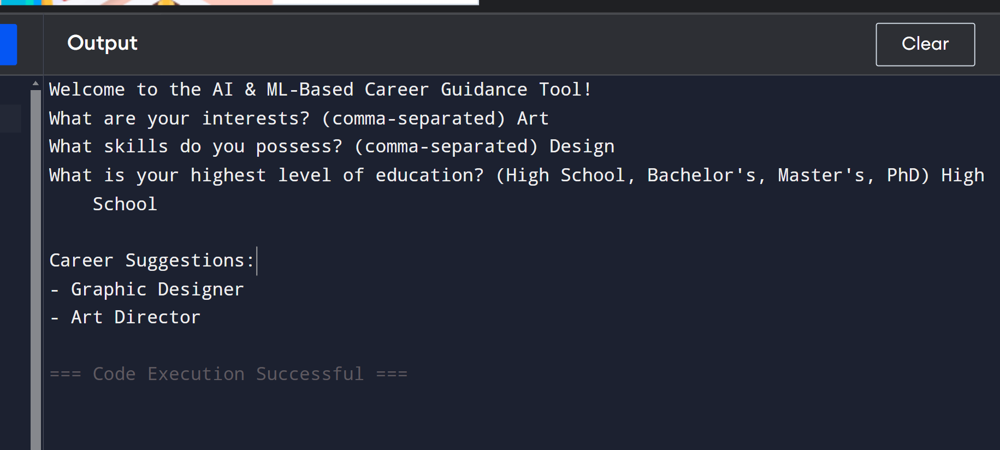 Output
Clear
Welcome to the AI & ML-Based Career Guidance Tool!
What are your interests? (comma-separated) Art
What skills do you possess? (comma-separated) Design
What is your highest level of education? (High School, Bachelor's, Master's, PhD) High
School
Career Suggestions:
- Graphic Designer
- Art Director
=== Code Execution Successful ===